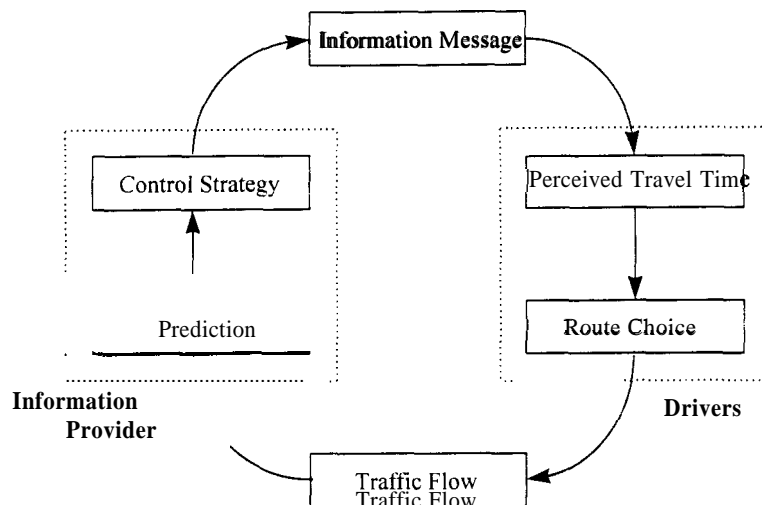 Information Message
Control Strategy
Perceived Travel Time
Prediction
Route Choice
Information
Provider
Drivers
Traffic Flow
Traffic Flow